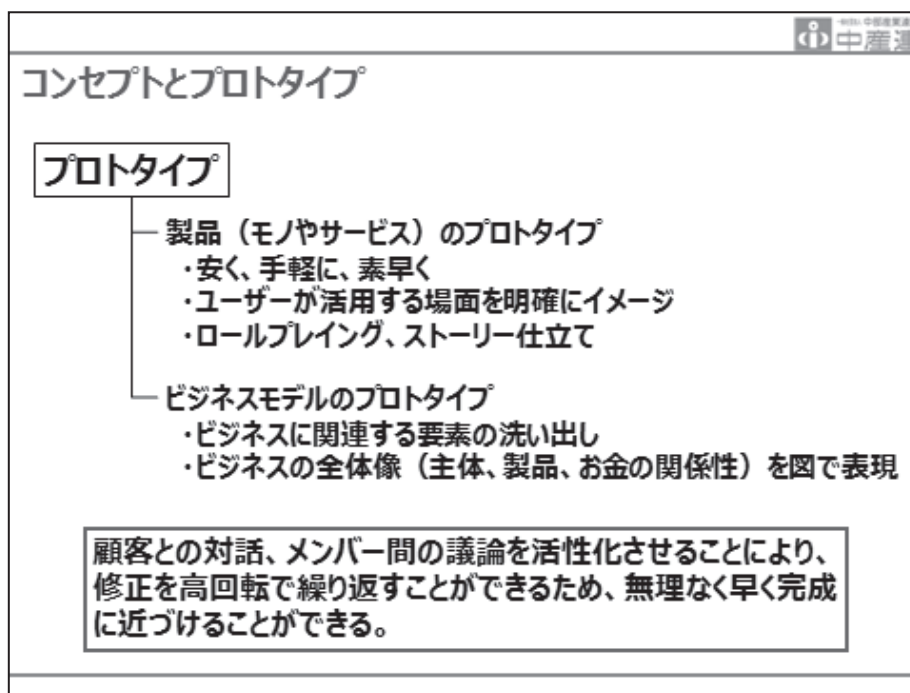 中産連
コンセプトとプロトタイプ
プロトタイプ
製品（モノやサービス）のプロトタイプ
・安く、手軽に、素早く
・ユーザーが活用する場面を明確にイメージ
・ロールプレイング、ストーリー仕立て
ビジネスモデルのプロトタイプ
・ビジネスに関連する要素の洗い出し
・ビジネスの全体像（主体、製品、お金の関係性）を図で表現
顧客との対話、メンバー間の議論を活性化させることにより、
修正を高回転で繰り返すことができるため、無理なく早く完成
に近づけることができる。